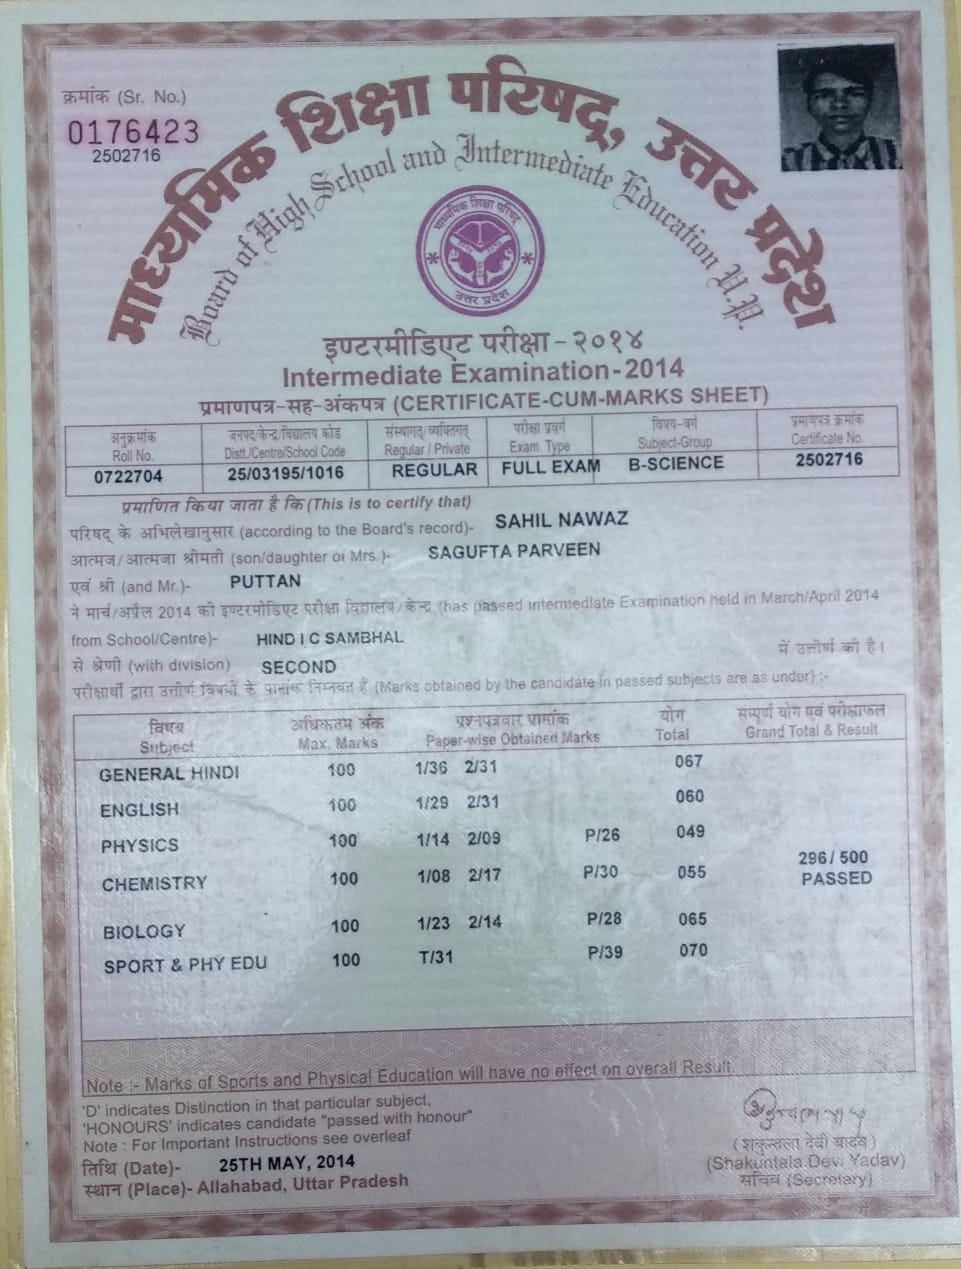 क्रमांक (Sr. No.)
0176423
2502716
माध्यमिक शिक्षा परिषद्, उत्तर प्रदेश
Board of High School and Intermediate Education U.P.
माध्यमिक शिक्षा परिषद्
उत्तर प्रदेश
इण्टरमीडिएट परीक्षा - २०१४
Intermediate Examination - 2014
प्रमाणपत्र-सह-अंकपत्र (CERTIFICATE-CUM-MARKS SHEET)
अनुक्रमांक जनपद/केन्द्र/विद्यालय कोड संस्थागत/व्यक्तिगत परीक्षा प्रवर्ग विषय-वर्ग प्रमाणपत्र क्रमांक
Roll No. Distt./Centre/School Code Regular / Private Exam. Type Subject-Group Certificate No.
0722704 25/03195/1016 REGULAR FULL EXAM B-SCIENCE 2502716
प्रमाणित किया जाता है कि (This is to certify that)
परिषद् के अभिलेखानुसार (according to the Board's record)- SAHIL NAWAZ
आत्मज/आत्मजा श्रीमती (son/daughter of Mrs.)- SAGUFTA PARVEEN
एवं श्री (and Mr.)- PUTTAN
ने मार्च/अप्रैल 2014 की इण्टरमीडिएट परीक्षा विद्यालय/केन्द्र (has passed Intermediate Examination held in March/April 2014
from School/Centre)- HIND I C SAMBHAL में उत्तीर्ण की है।
से श्रेणी (with division) SECOND
परीक्षार्थी द्वारा उत्तीर्ण विषयों के प्राप्तांक निम्नवत हैं (Marks obtained by the candidate in passed subjects are as under) :-
विषय अधिकतम अंक प्रश्नपत्रवार प्राप्तांक योग सम्पूर्ण योग एवं परीक्षाफल
Subject Max. Marks Paper-wise Obtained Marks Total Grand Total & Result
GENERAL HINDI 100 1/36 2/31 067
ENGLISH 100 1/29 2/31 060
PHYSICS 100 1/14 2/09 P/26 049
296/500
CHEMISTRY 100 1/08 2/17 P/30 055 PASSED
BIOLOGY 100 1/23 2/14 P/28 065
SPORT & PHY EDU 100 T/31 P/39 070
Note :- Marks of Sports and Physical Education will have no effect on overall Result.
'D' indicates Distinction in that particular subject,
'HONOURS' indicates candidate "passed with honour"
Note : For Important Instructions see overleaf
तिथि (Date)- 25TH MAY, 2014
स्थान (Place)- Allahabad, Uttar Pradesh
(शकुन्तला देवी यादव)
(Shakuntala Devi Yadav)
सचिव (Secretary)